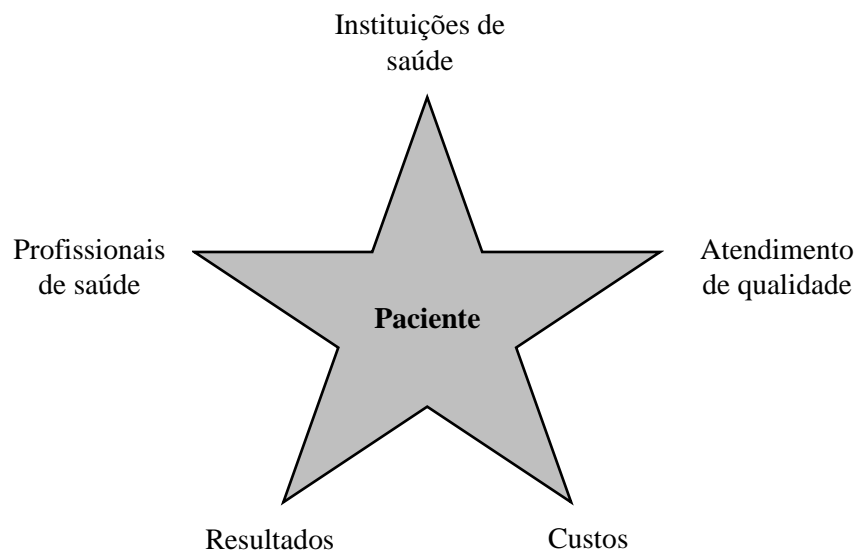 Instituições de
saúde
Profissionais
de saúde
Atendimento
de qualidade
Paciente
Resultados
Custos